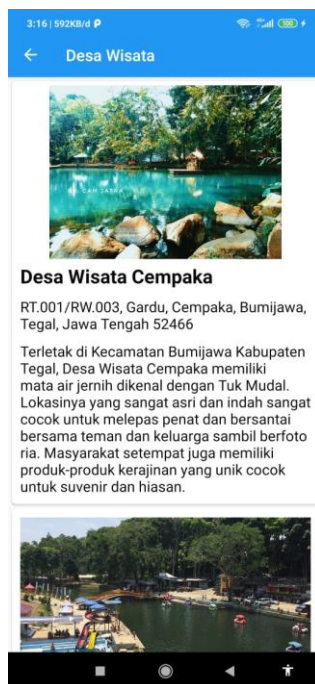 3:16 | 592KB/d
100
Desa Wisata
CAH JASKA
Desa Wisata Cempaka
RT.001/RW.003, Gardu, Cempaka, Bumijawa,
Tegal, Jawa Tengah 52466
Terletak di Kecamatan Bumijawa Kabupaten
Tegal, Desa Wisata Cempaka memiliki
mata air jernih dikenal dengan Tuk Mudal.
Lokasinya yang sangat asri dan indah sangat
cocok untuk melepas penat dan bersantai
bersama teman dan keluarga sambil berfoto
ria. Masyarakat setempat juga memiliki
produk-produk kerajinan yang unik cocok
untuk suvenir dan hiasan.